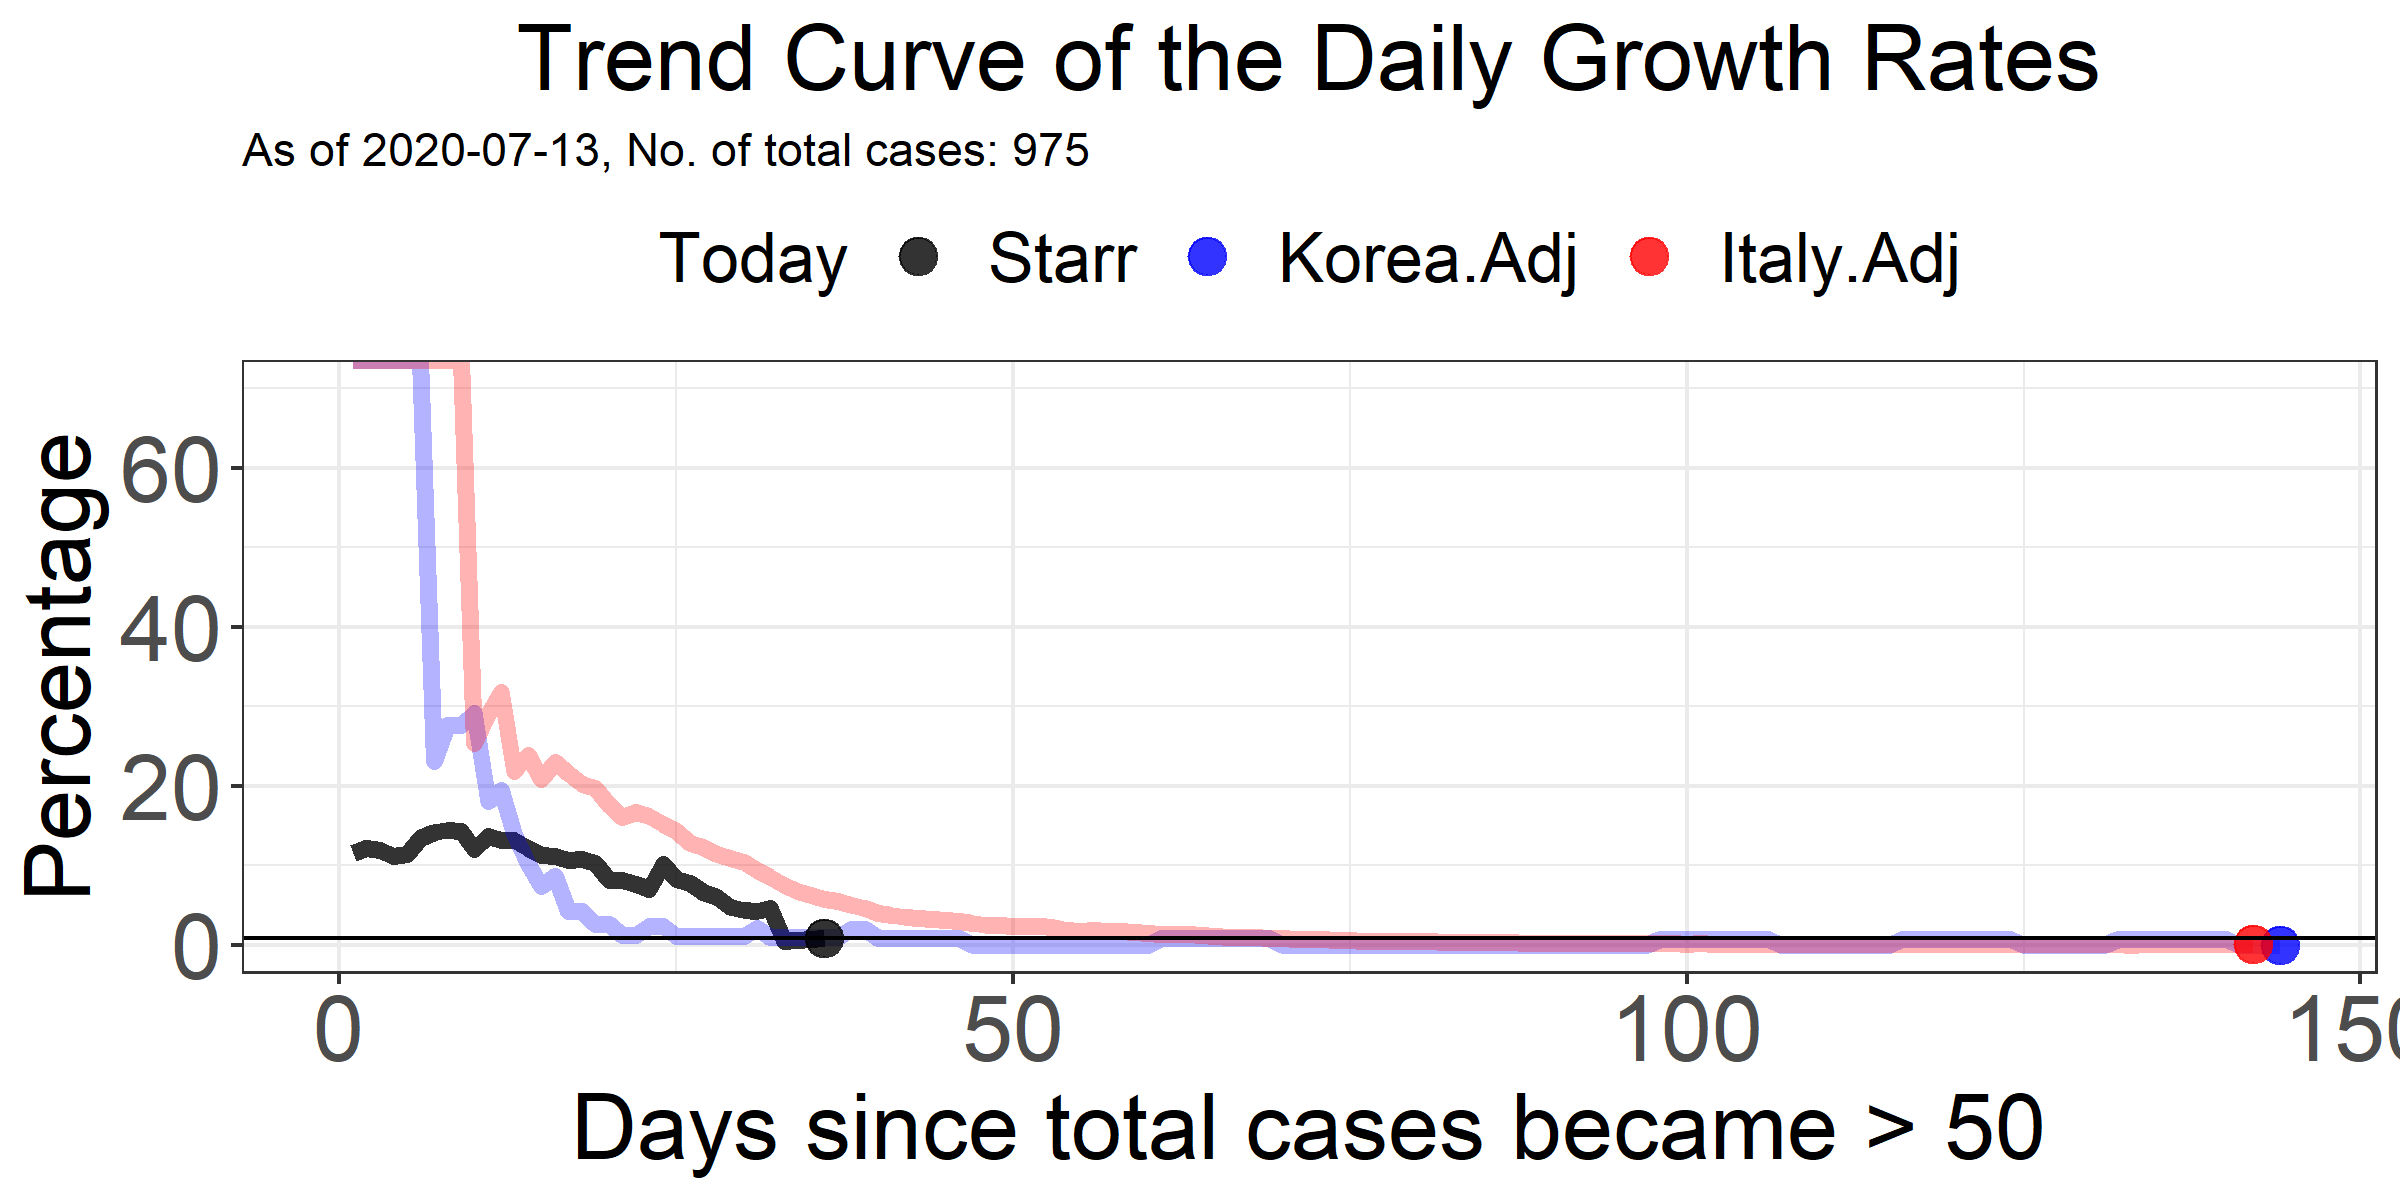 Trend Curve of the Daily Growth Rates
As of 2020-07-13, No. of total cases: 975
Today Starr Korea.Adj Italy.Adj
Percentage
60
40
20
0
0 50 100 150
Days since total cases became > 50